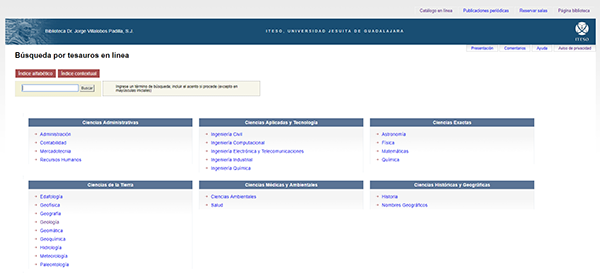 Catálogo en línea Publicaciones periódicas Reservar salas Página biblioteca
Biblioteca Dr. Jorge Villalobos Padilla, S.J.
ITESO, UNIVERSIDAD JESUITA DE GUADALAJARA
ITESO
Presentación Comentarios Ayuda Aviso de privacidad
Búsqueda por tesauros en línea
Índice alfabético Índice contextual
Buscar
Ingrese un término de búsqueda, incluir el acento si procede (excepto en
mayúsculas iniciales)
Ciencias Administrativas
Administración
Contabilidad
Mercadotecnia
Recursos Humanos
Ciencias Aplicadas y Tecnología
Ingeniería Civil
Ingeniería Computacional
Ingeniería Electrónica y Telecomunicaciones
Ingeniería Industrial
Ingeniería Química
Ciencias Exactas
Astronomía
Física
Matemáticas
Química
Ciencias de la Tierra
Edafología
Geofísica
Geografía
Geología
Geomática
Geoquímica
Hidrología
Meteorología
Paleontología
Ciencias Médicas y Ambientales
Ciencias Ambientales
Salud
Ciencias Históricas y Geográficas
Historia
Nombres Geográficos